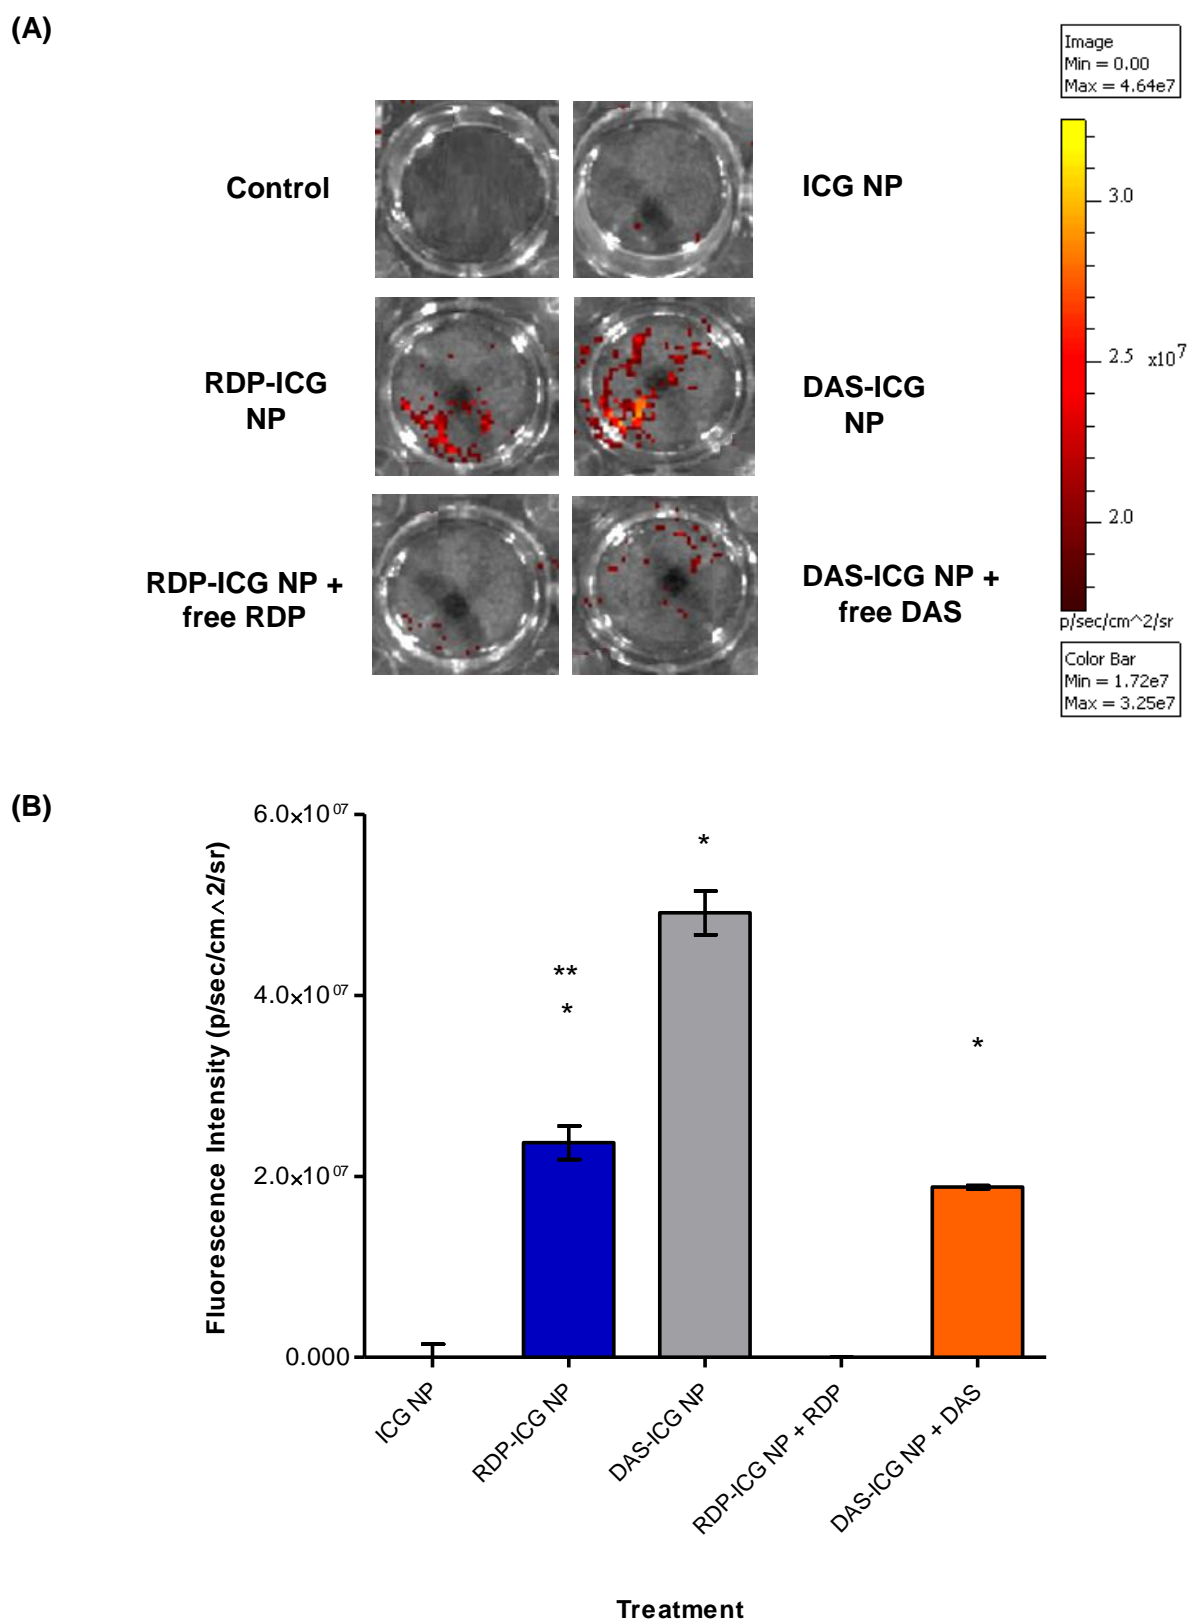 (A)
Image
Min = 0.00
Max = 4.64e7
Control
ICG NP
3.0
RDP-ICG
NP
DAS-ICG
NP
2.5 x10^7
2.0
RDP-ICG NP +
free RDP
DAS-ICG NP +
free DAS
p/sec/cm^2/sr
Color Bar
Min = 1.72e7
Max = 3.25e7
(B)
Fluorescence Intensity (p/sec/cm^2/sr)
6.0x10^07
*
**
4.0x10^07
*
*
2.0x10^07
0.000
ICG NP
RDP-ICG NP
DAS-ICG NP
RDP-ICG NP + RDP
DAS-ICG NP + DAS
Treatment